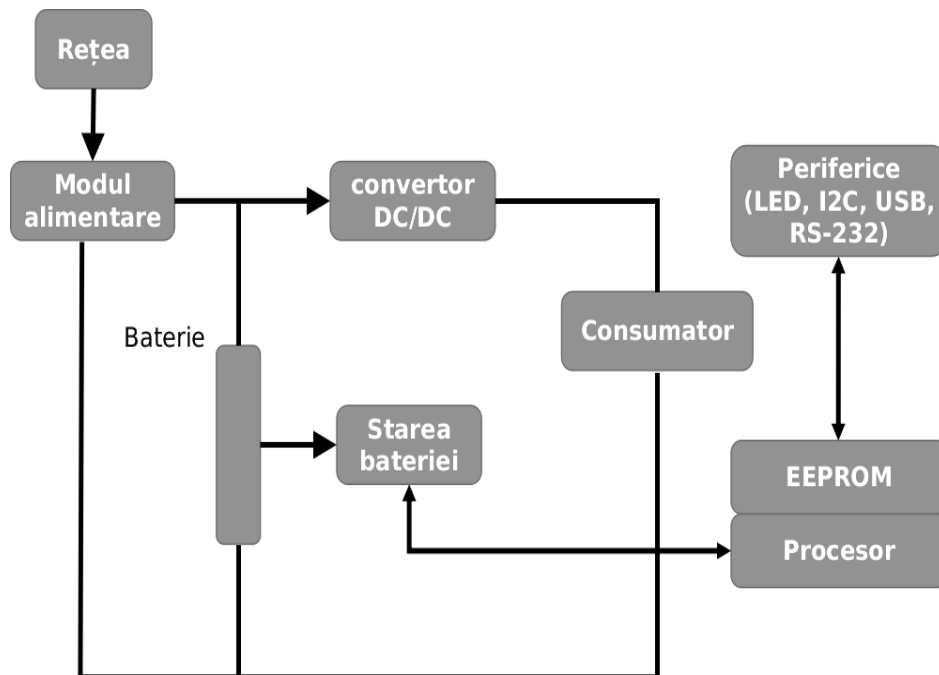 Rețea
Modul
alimentare
convertor
DC/DC
Periferice
(LED, I2C, USB,
RS-232)
Consumator
Baterie
Starea
bateriei
EEPROM
Procesor